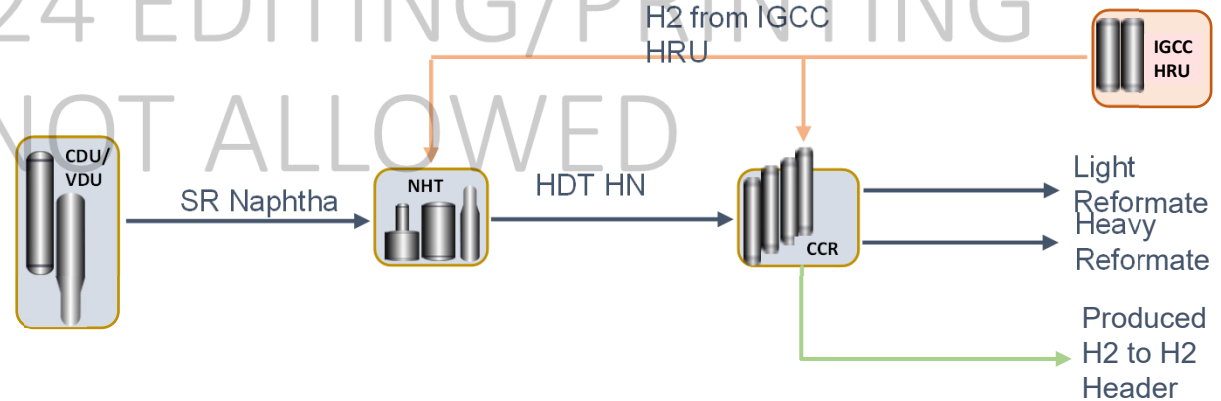 24 EDITING/PRINTING
NOT ALLOWED
H2 from IGCC
HRU
IGCC
HRU
CDU/
VDU
SR Naphtha
NHT
HDT HN
CCR
Light
Reformate
Heavy
Reformate
Produced
H2 to H2
Header